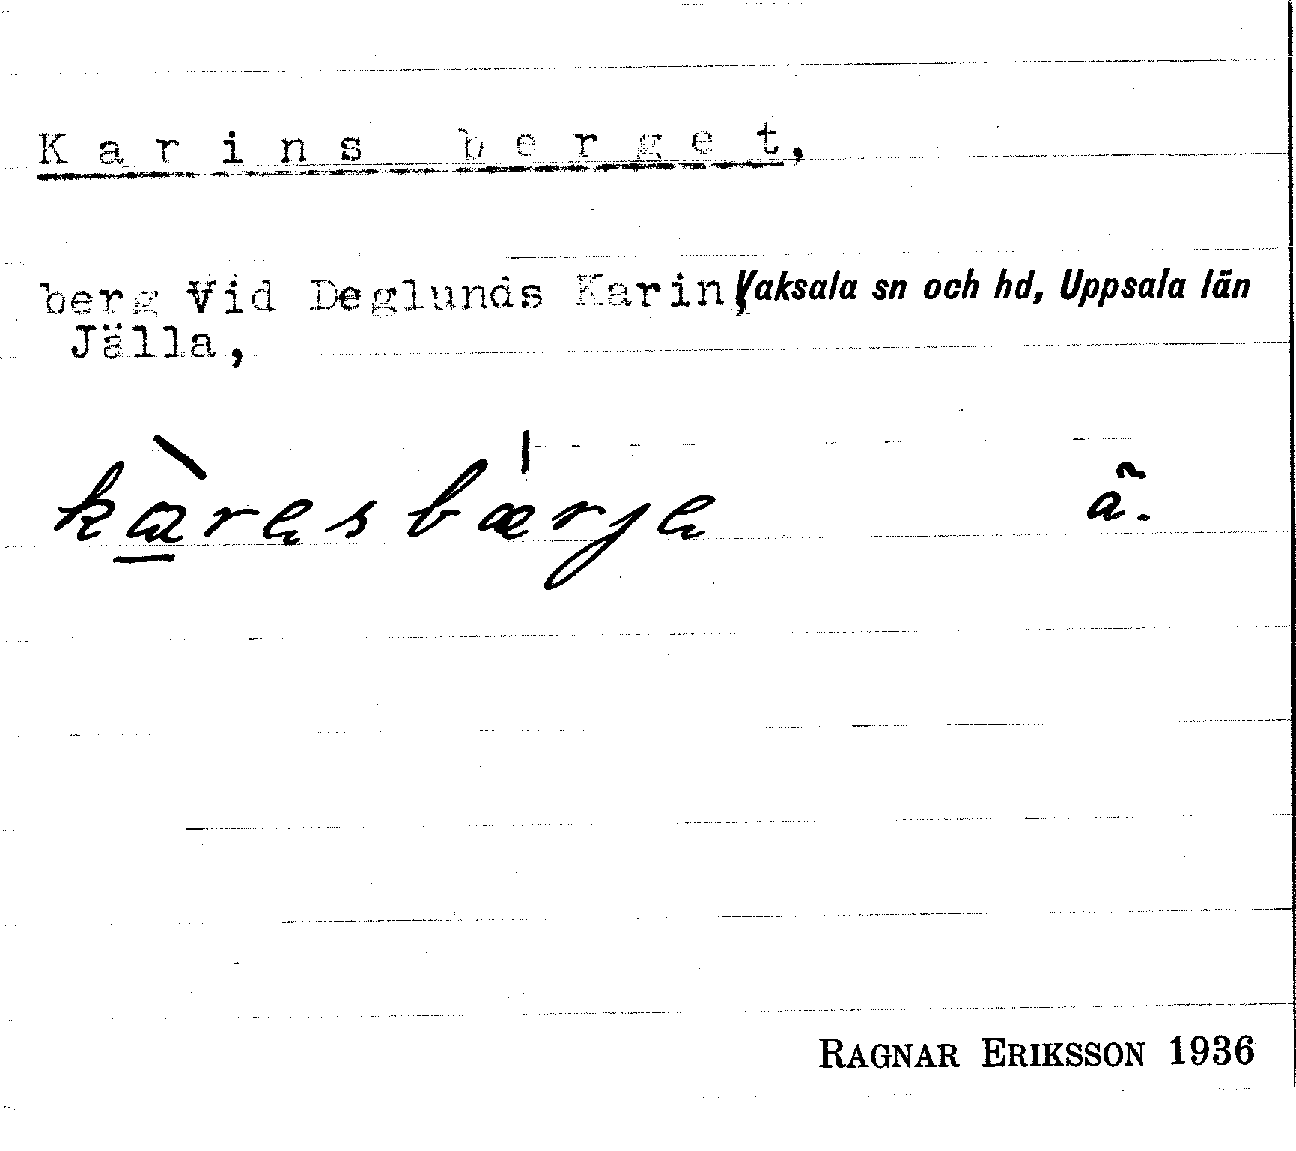 Karins berget,
berg vid Deglunds Karin, Vaksala sn och hd, Uppsala län
Jälla,
kàresbærje ã.
RAGNAR ERIKSSON 1936